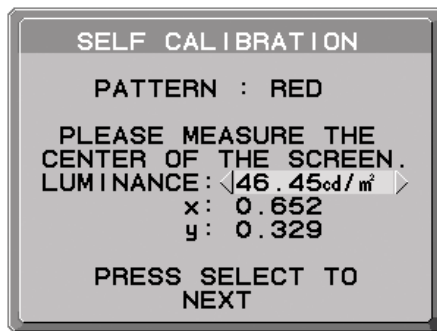 SELF CALIBRATION
PATTERN : RED
PLEASE MEASURE THE
CENTER OF THE SCREEN.
LUMINANCE: 46.45cd/㎡
x: 0.652
y: 0.329
PRESS SELECT TO
NEXT